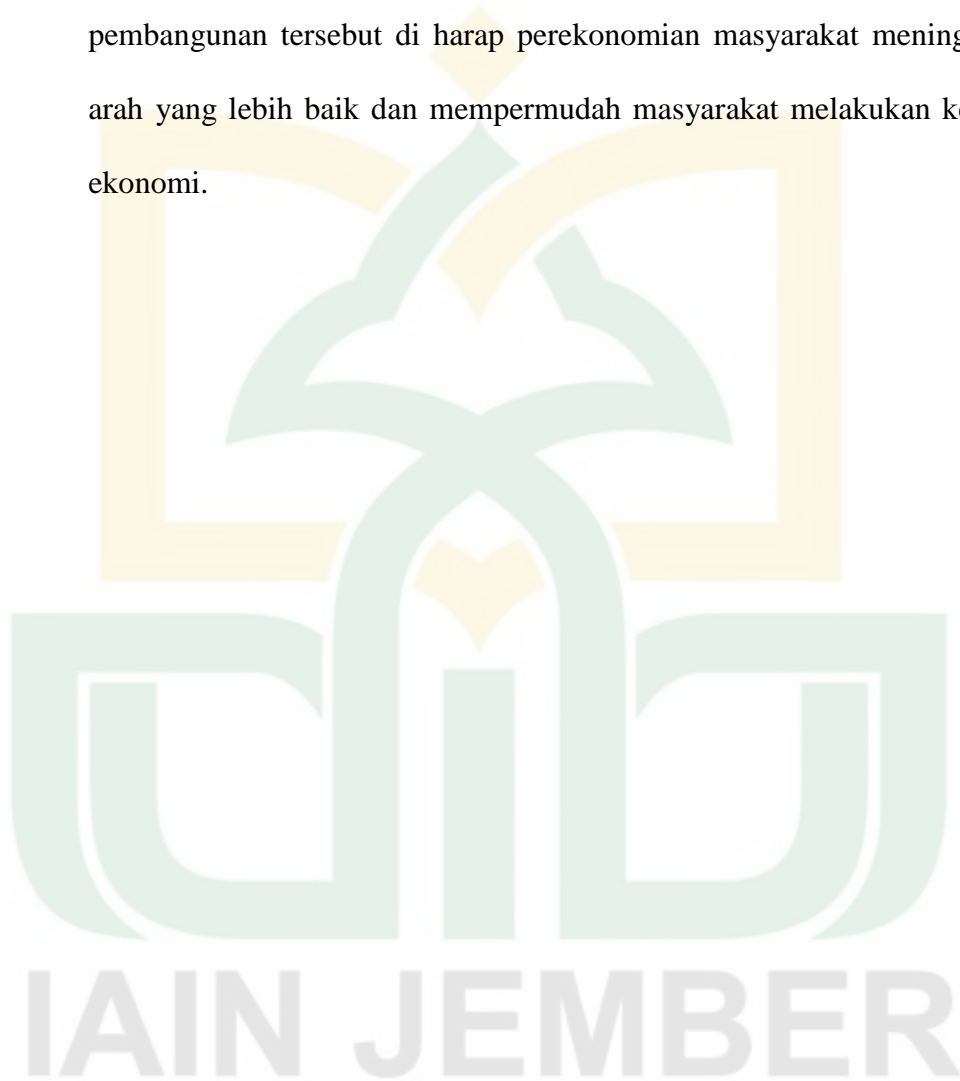 pembangunan tersebut di harap perekonomian masyarakat
arah yang lebih baik dan mempermudah masyarakat melakukan
ekonomi.
IAIN JEMBER